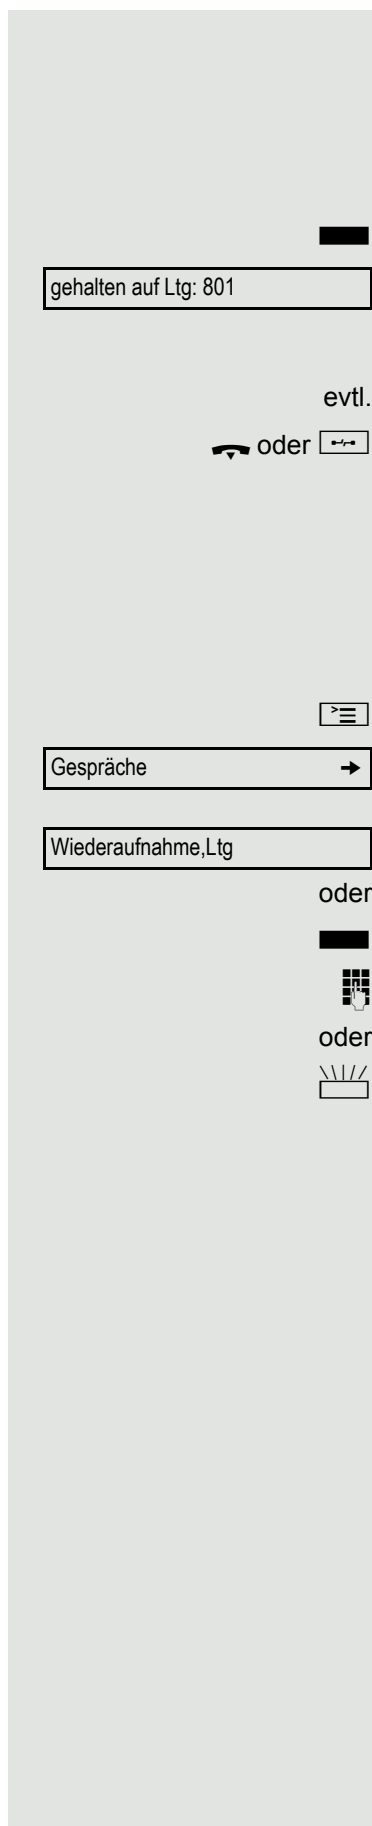 gehalten auf Ltg: 801
evtl.
oder
Gespräche
Wiederaufnahme,Ltg
oder
oder